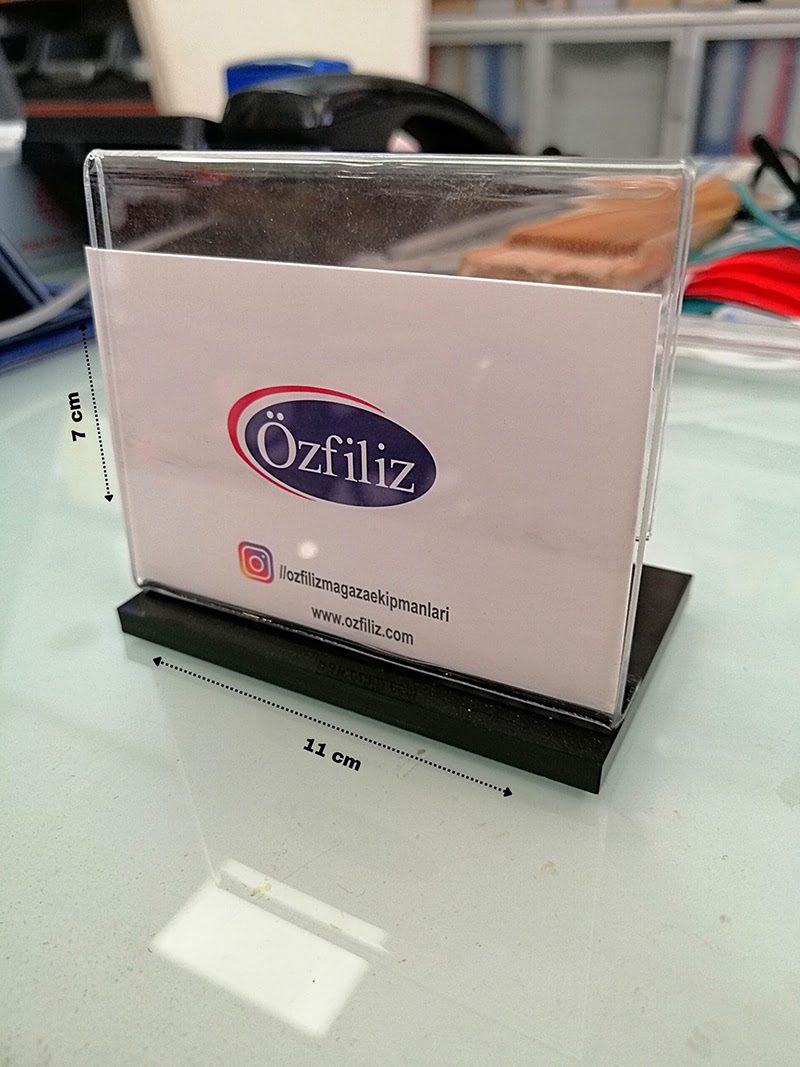 7 cm
Özfiliz
//ozfilizmagazaekipmanlari
www.ozfiliz.com
11 cm